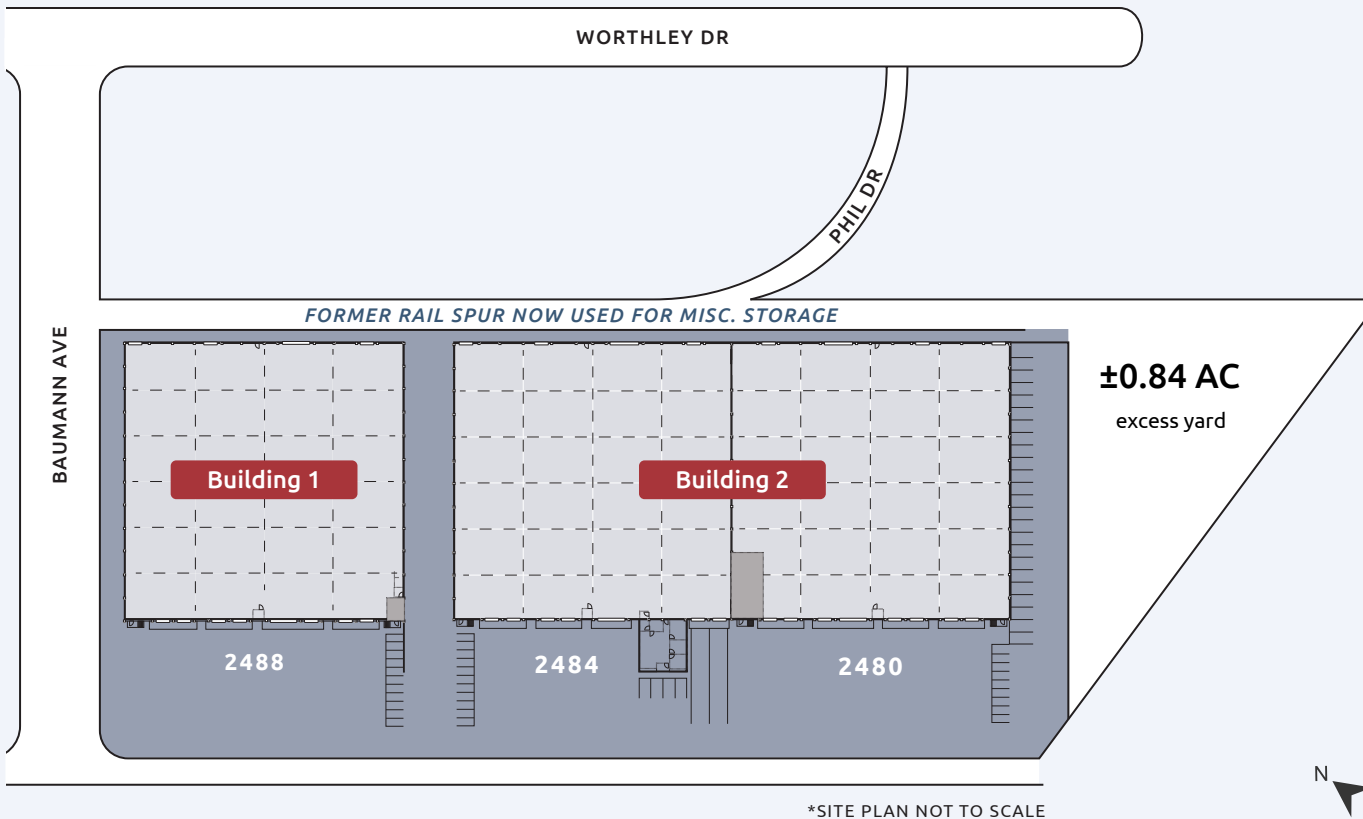 WORTHLEY DR
PHIL DR
FORMER RAIL SPUR NOW USED FOR MISC. STORAGE
BAUMANN AVE
±0.84 AC
excess yard
Building 1
Building 2
2488
2484
2480
N
*SITE PLAN NOT TO SCALE